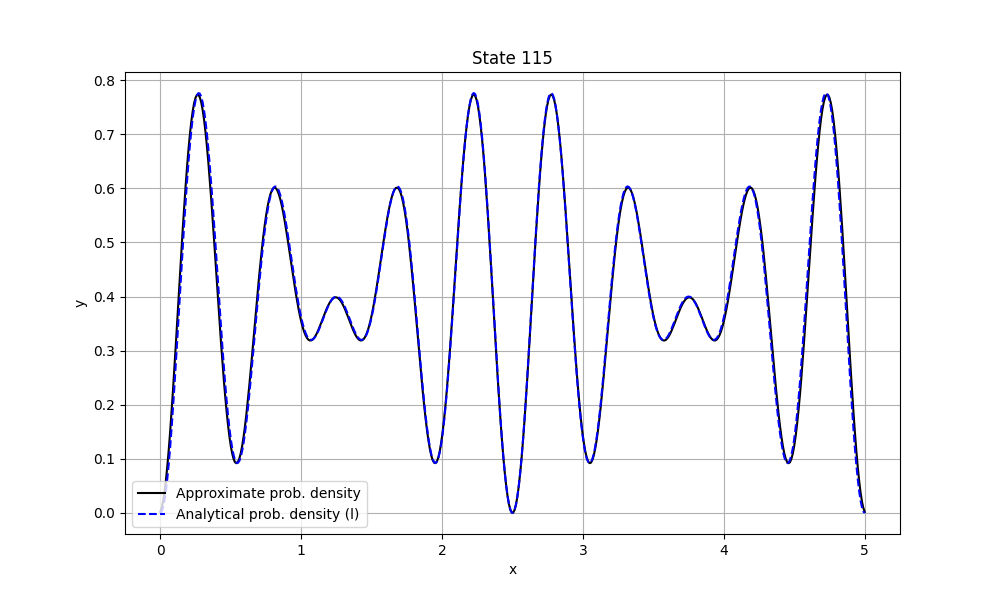 State 115
y
0.8
0.7
0.6
0.5
0.4
0.3
0.2
0.1
0.0
Approximate prob. density
Analytical prob. density (l)
0 1 2 3 4 5
x